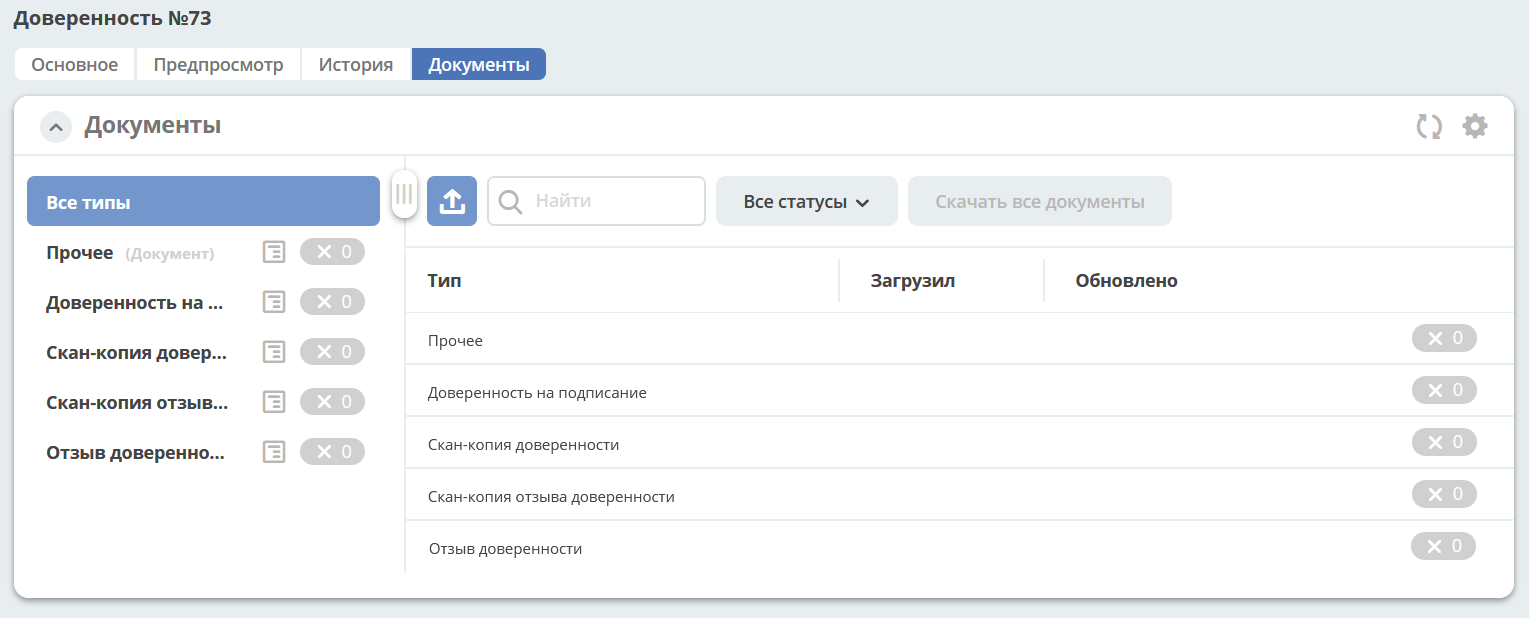 Доверенность №73
Основное Предпросмотр История Документы
Документы
Все типы
Прочее (Документ) 0
Доверенность на ... 0
Скан-копия довер... 0
Скан-копия отзыв... 0
Отзыв доверенно... 0
Найти Все статусы Скачать все документы
Тип Загрузил Обновлено
Прочее 0
Доверенность на подписание 0
Скан-копия доверенности 0
Скан-копия отзыва доверенности 0
Отзыв доверенности 0